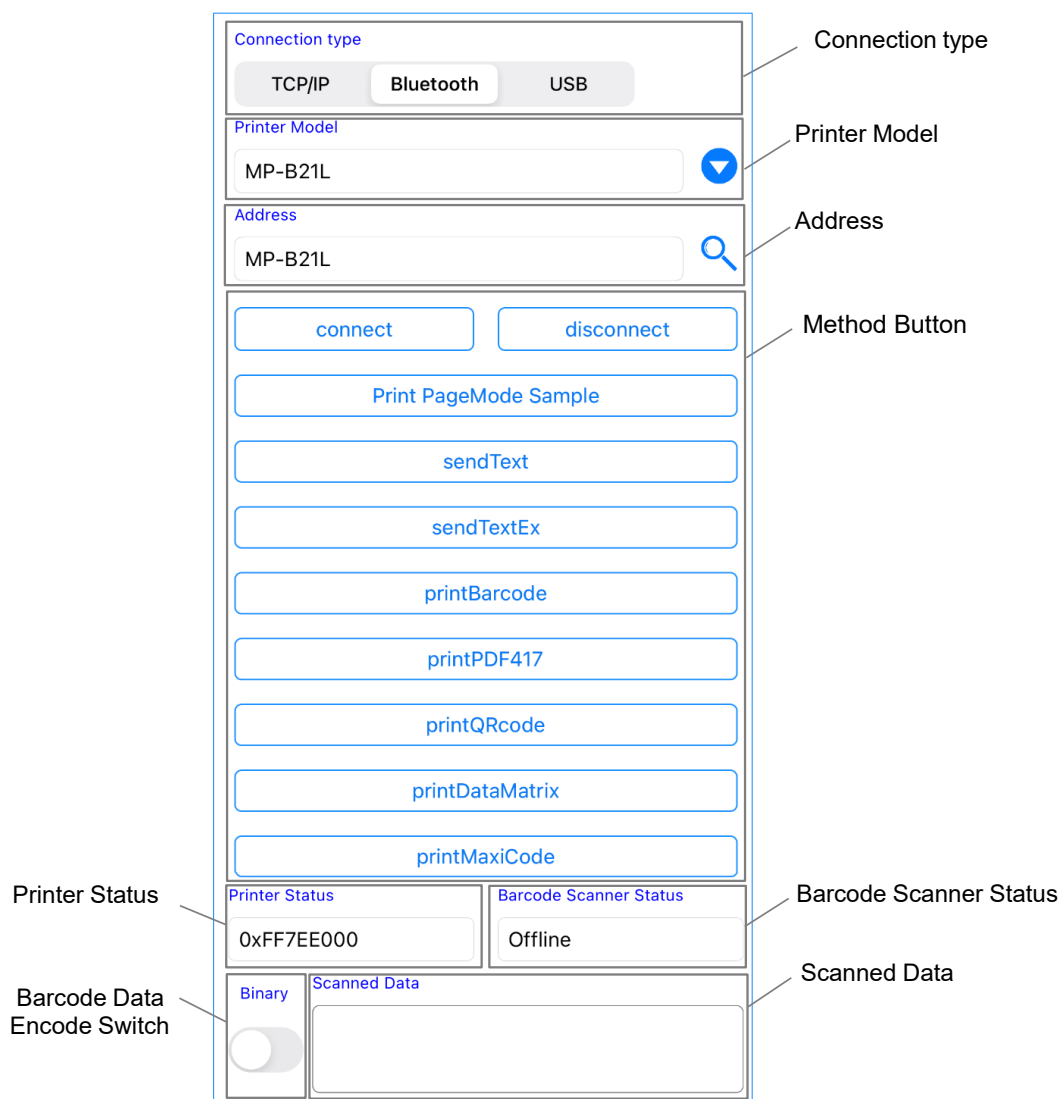 Connection type
Connection type
TCP/IP Bluetooth USB
Printer Model
Printer Model
MP-B21L
Address
Address
MP-B21L
Method Button
connect disconnect
Print PageMode Sample
sendText
sendTextEx
printBarcode
printPDF417
printQRcode
printDataMatrix
printMaxiCode
Printer Status
Printer Status
Barcode Scanner Status
Barcode Scanner Status
0xFF7EE000
Offline
Scanned Data
Scanned Data
Binary
Barcode Data
Encode Switch